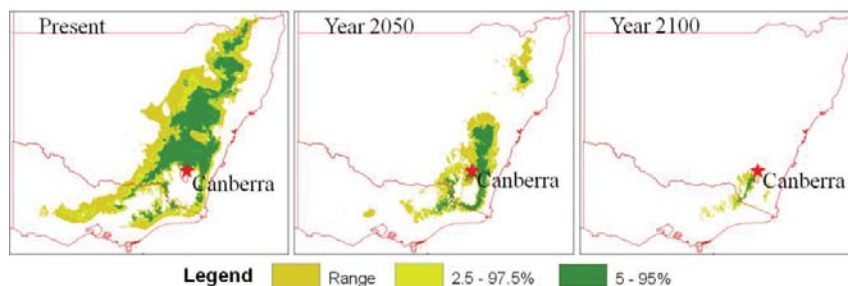 Present
Year 2050
Year 2100
Canberra
Canberra
Canberra
Legend
Range
2.5 - 97.5%
5 - 95%